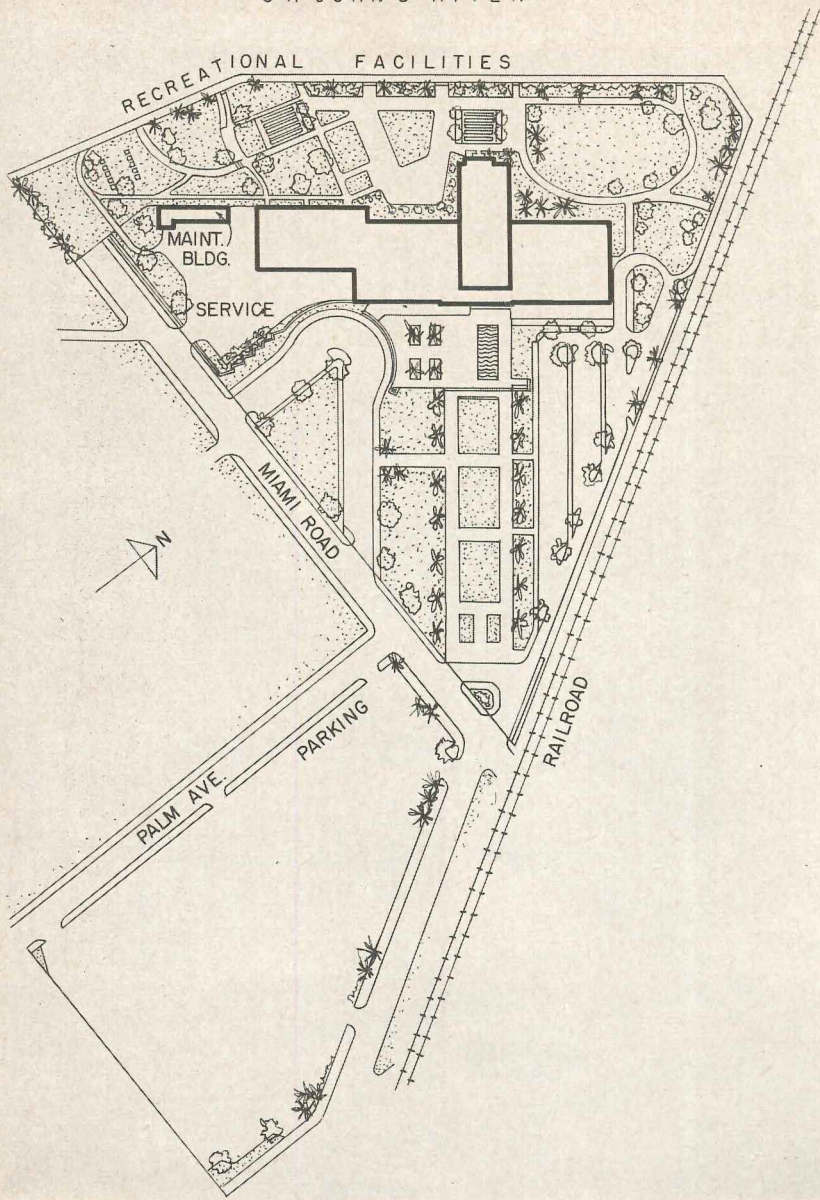 RECREATIONAL FACILITIES
MAINT.
BLDG.
SERVICE
MIAMI ROAD
N
RAILROAD
PARKING
PALM AVE.